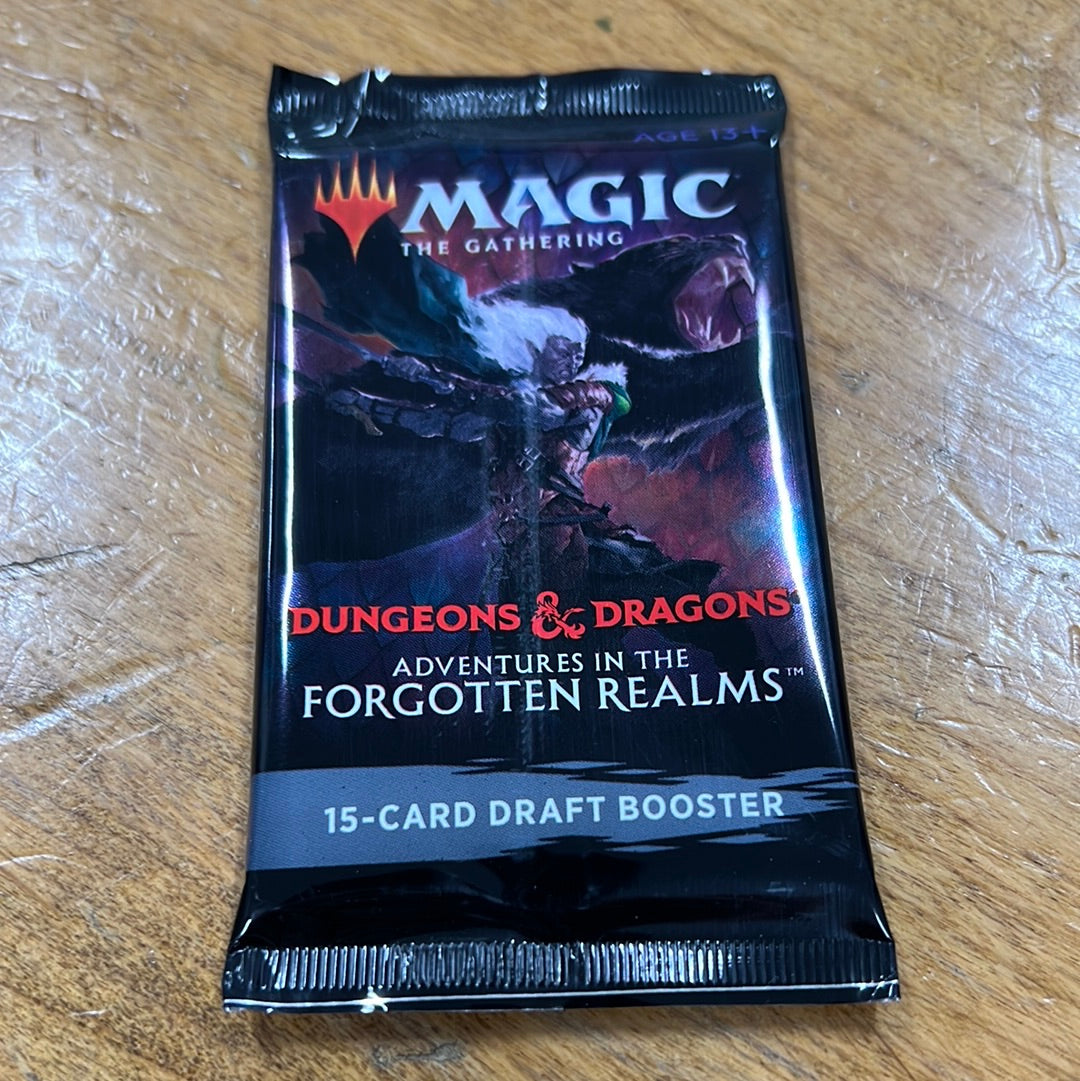 AGE 13+
MAGIC
THE GATHERING
DUNGEONS & DRAGONS
ADVENTURES IN THE
FORGOTTEN REALMS™
15-CARD DRAFT BOOSTER